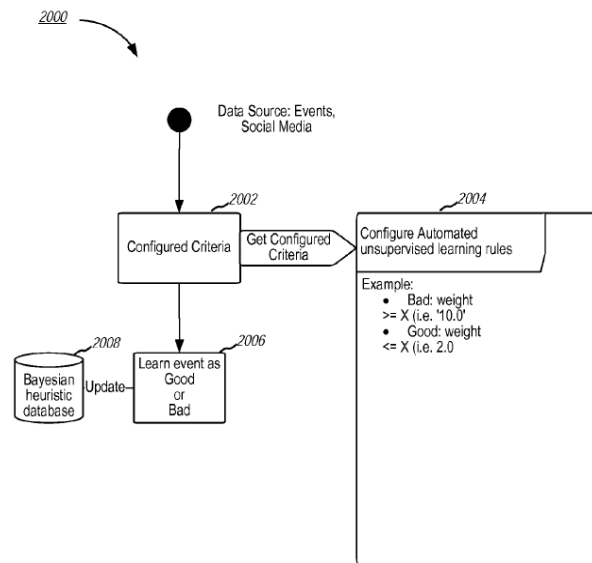 2000
Data Source: Events,
Social Media
2002
Configured Criteria
Get Configured
Criteria
2004
Configure Automated
unsupervised learning rules
Example:
• Bad: weight
>= X (i.e. '10.0'
• Good: weight
<= X (i.e. 2.0
2006
Learn event as
Good
or
Bad
Update
2008
Bayesian
heuristic
database